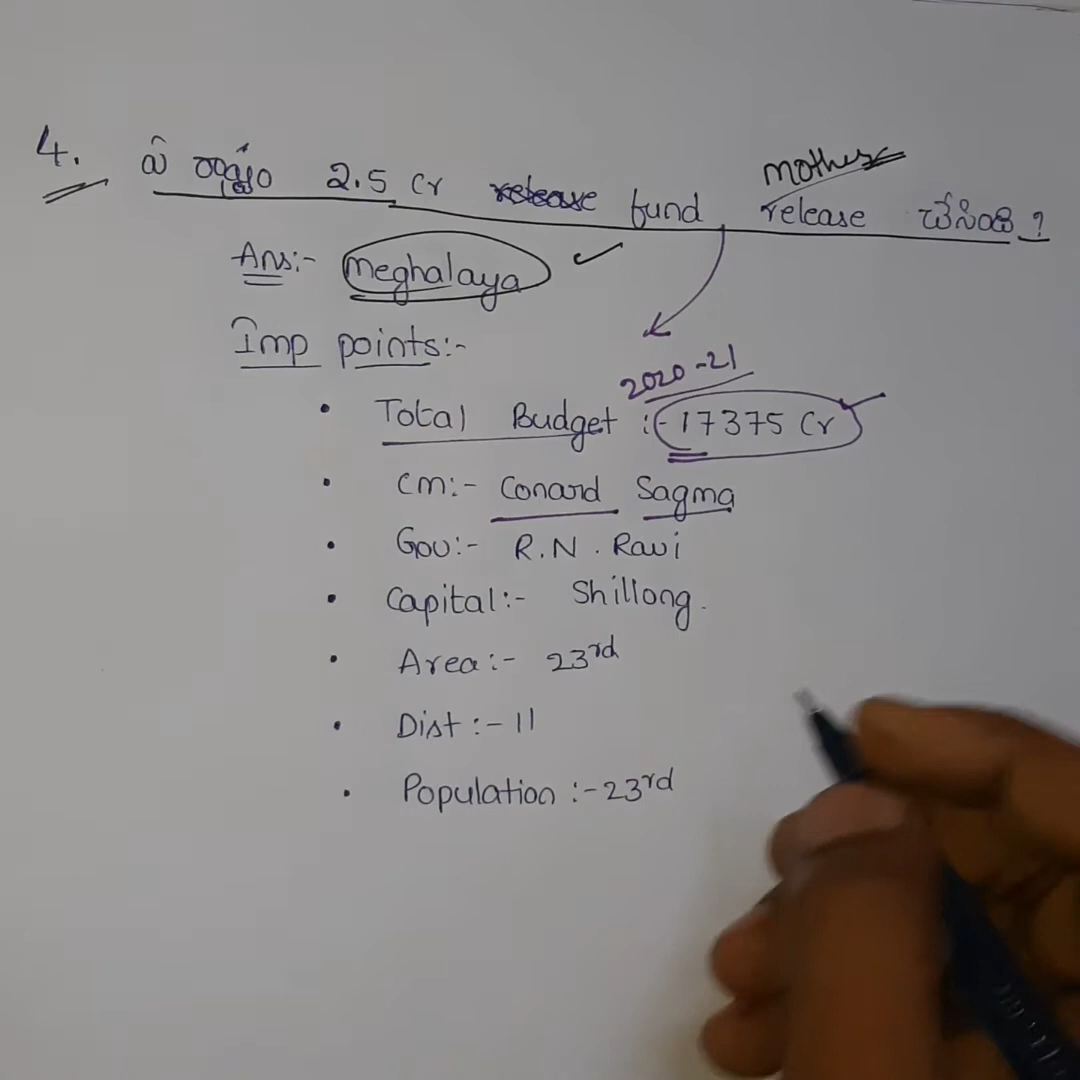 mothers
4. ఏ రాష్ట్రం 2.5 Cr release fund release చేసింది?
Ans:- Meghalaya
Imp points:-
2020-21
• Total Budget :- 17375 Cr
• CM:- Conard Sagma
• Gov:- R.N. Ravi
• Capital:- Shillong.
• Area:- 23rd
• Dist:- 11
• Population:- 23rd